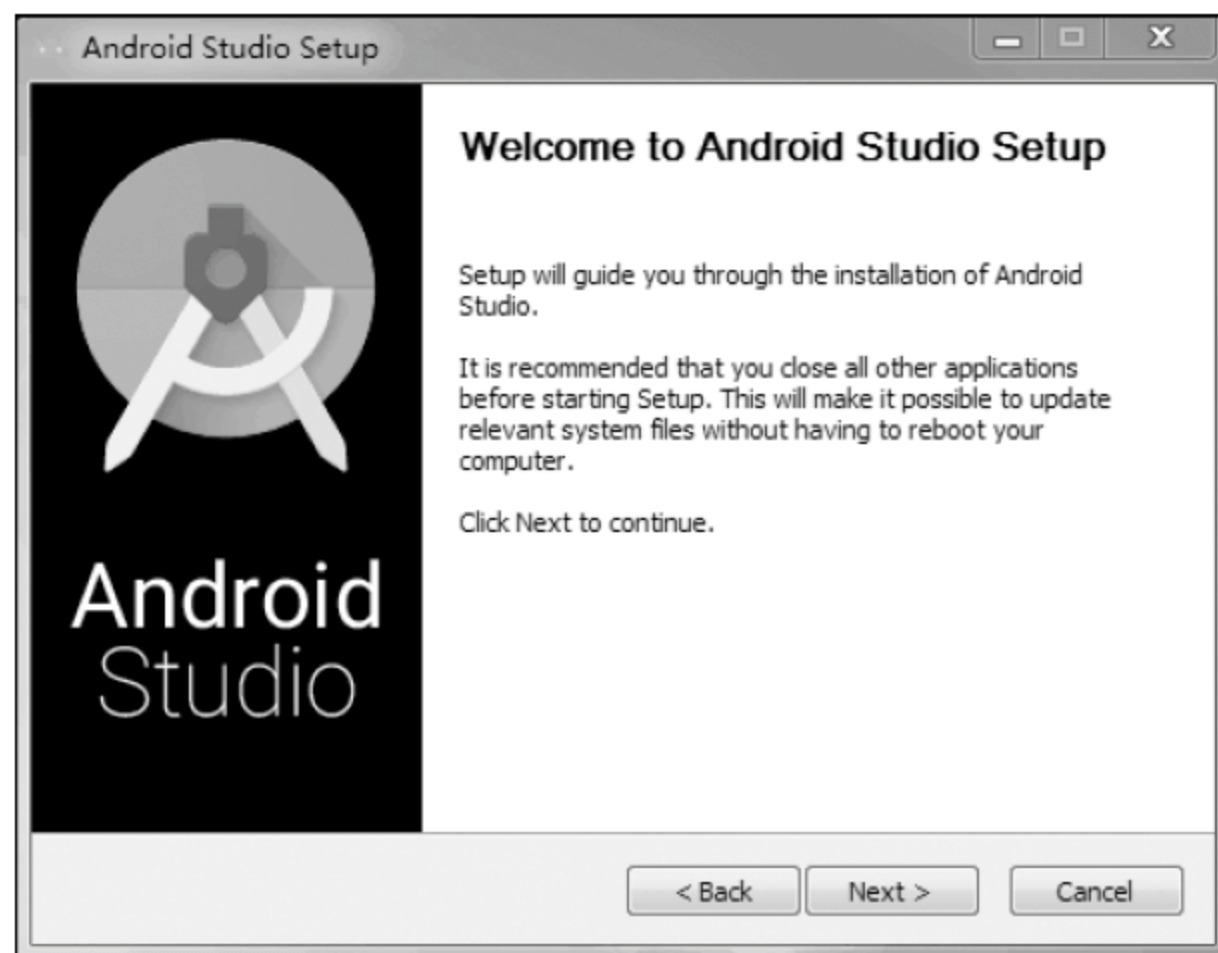 Android Studio Setup
Welcome to Android Studio Setup
Setup will guide you through the installation of Android
Studio.
It is recommended that you close all other applications
before starting Setup. This will make it possible to update
relevant system files without having to reboot your
computer.
Click Next to continue.
Android
Studio
< Back Next > Cancel